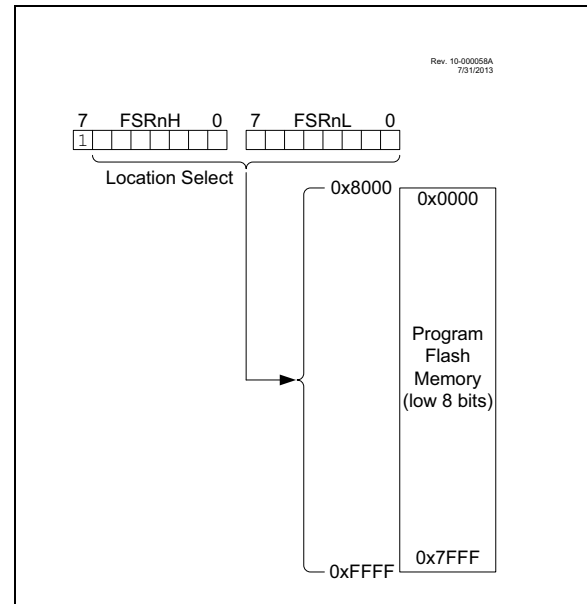 Rev. 10-000058A
7/31/2013
7 FSRnH 0 7 FSRnL 0
1
Location Select
0x8000
0x0000
Program
Flash
Memory
(low 8 bits)
0x7FFF
0xFFFF